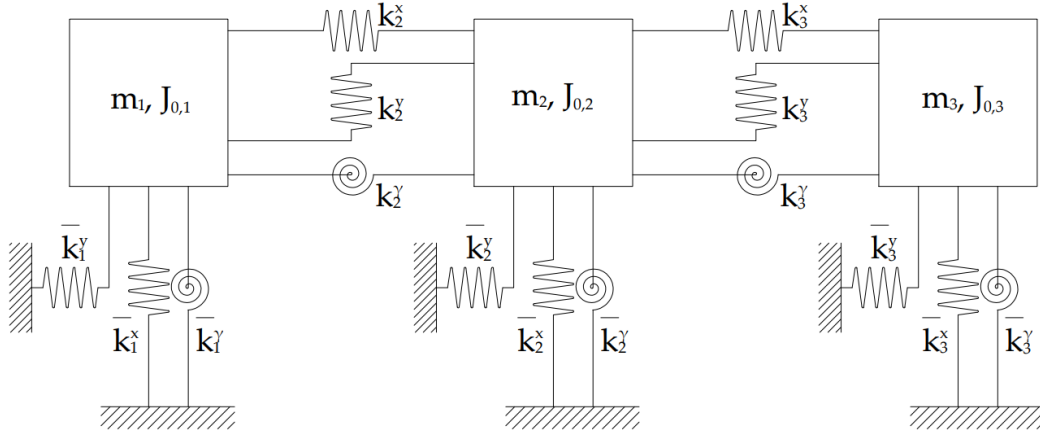 k₂ˣ
k₃ˣ
m₁, J₀,₁
k₂ʸ
m₂, J₀,₂
k₃ʸ
m₃, J₀,₃
k₂ᵞ
k₃ᵞ
k̅₁ʸ
k̅₂ʸ
k̅₃ʸ
k̅₁ˣ
k̅₁ᵞ
k̅₂ˣ
k̅₂ᵞ
k̅₃ˣ
k̅₃ᵞ